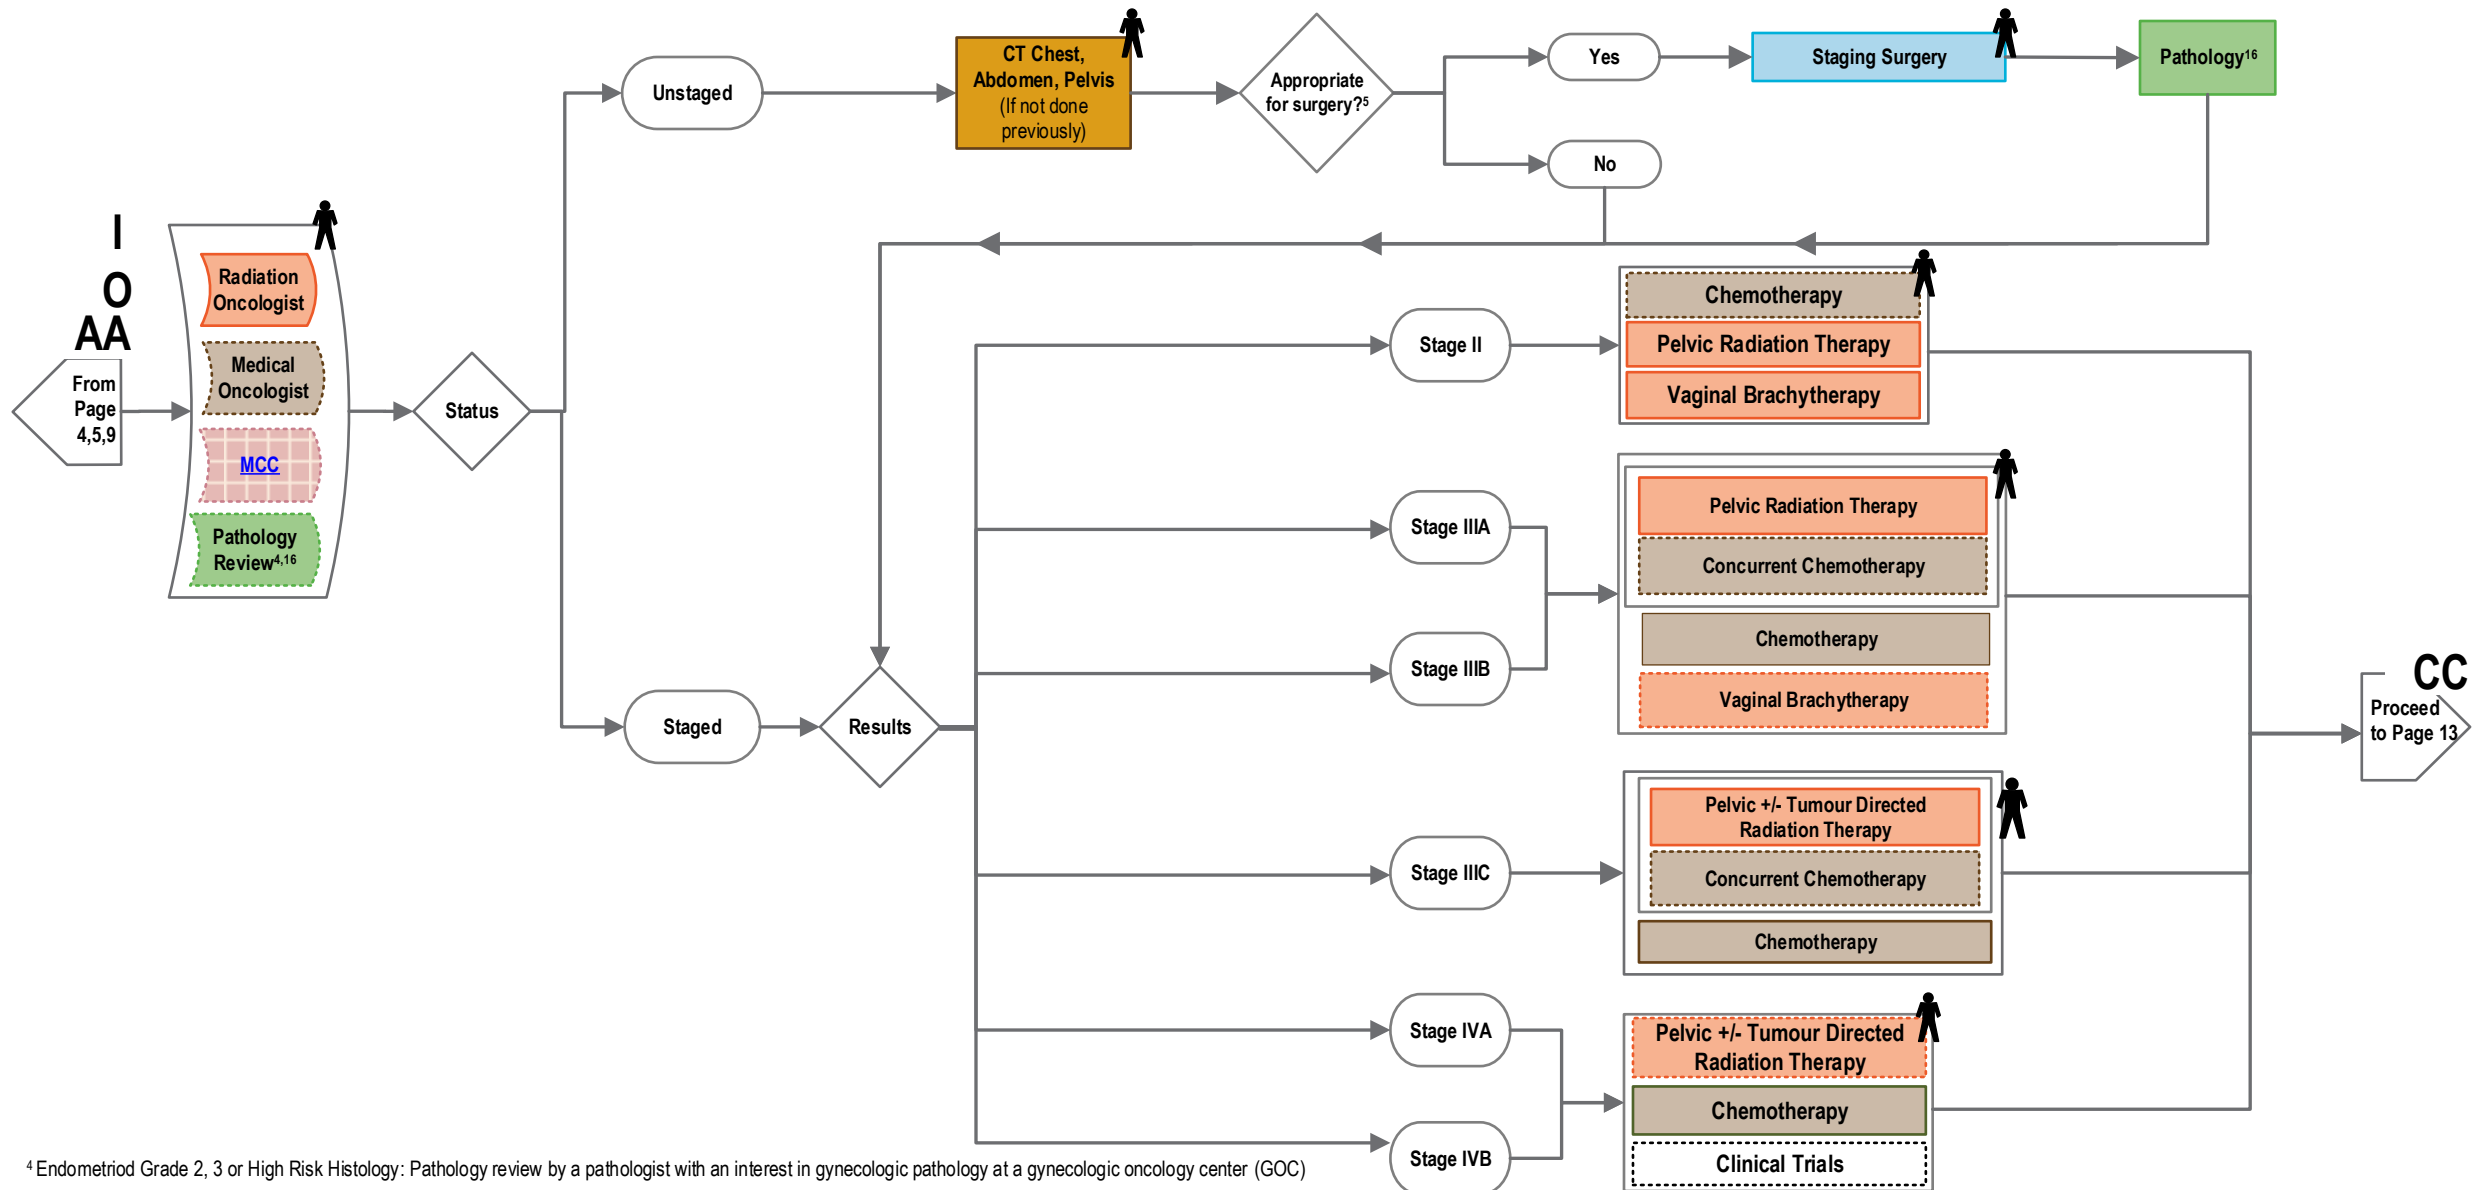 CT Chest,
Abdomen, Pelvis
(If not done
previously)
Unstaged
Appropriate
for surgery?5
Yes
Staging Surgery
Pathology16
No
I
O
AA
From
Page
4,5,9
Radiation
Oncologist
Medical
Oncologist
MCC
Pathology
Review4,16
Status
Staged
Results
Stage II
Chemotherapy
Pelvic Radiation Therapy
Vaginal Brachytherapy
Stage IIIA
Stage IIIB
Pelvic Radiation Therapy
Concurrent Chemotherapy
Chemotherapy
Vaginal Brachytherapy
Stage IIIC
Pelvic +/- Tumour Directed
Radiation Therapy
Concurrent Chemotherapy
Chemotherapy
Stage IVA
Stage IVB
Pelvic +/- Tumour Directed
Radiation Therapy
Chemotherapy
Clinical Trials
CC
Proceed
to Page 13
4 Endometriod Grade 2, 3 or High Risk Histology: Pathology review by a pathologist with an interest in gynecologic pathology at a gynecologic oncology center (GOC)